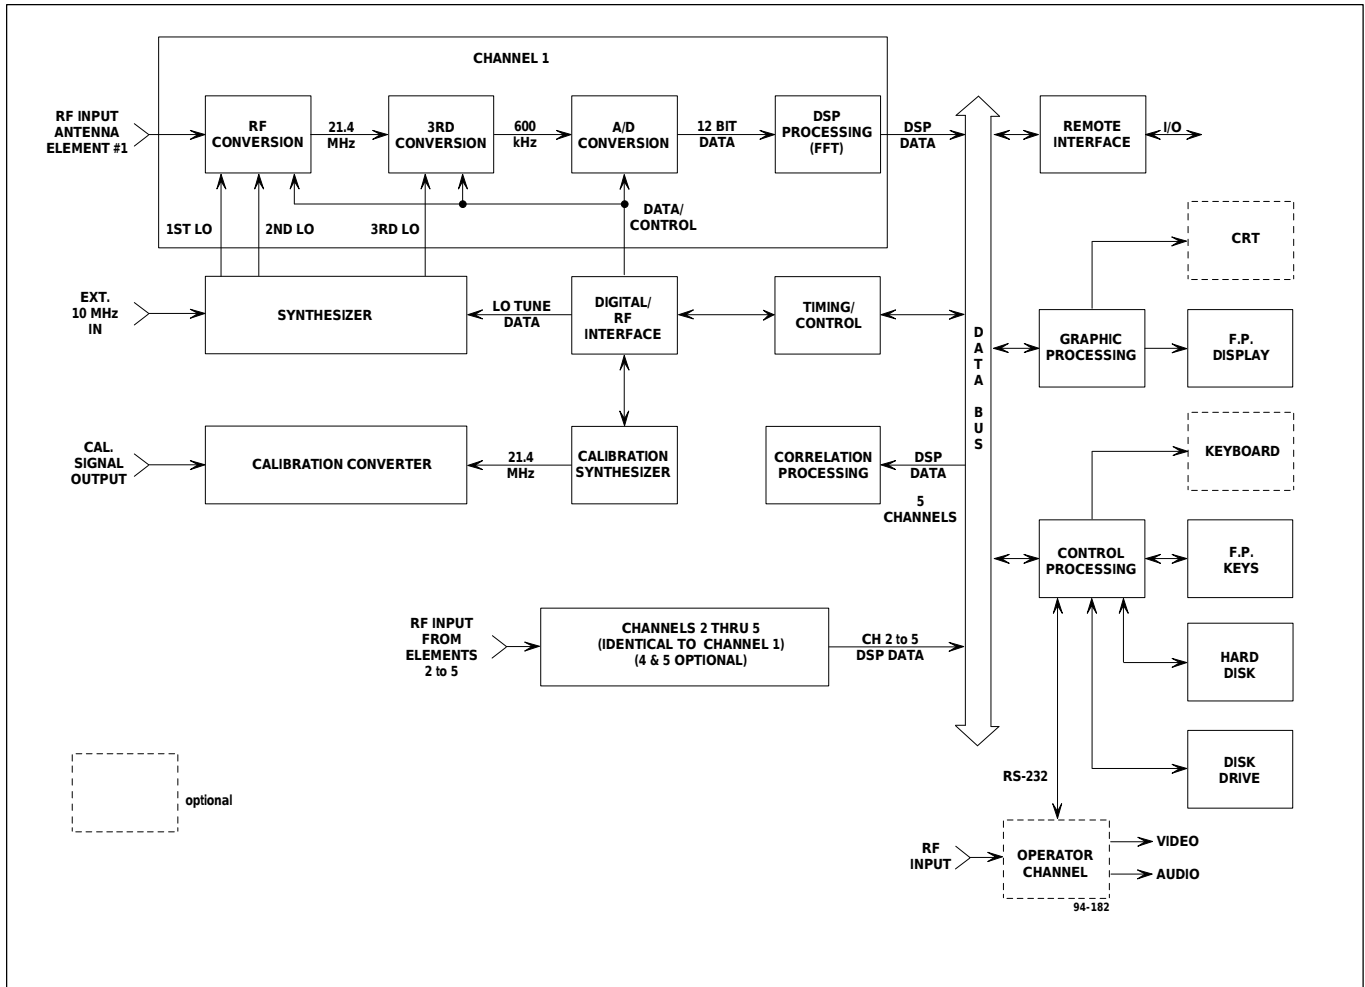 CHANNEL 1
RF INPUT
ANTENNA
ELEMENT #1
RF
CONVERSION
21.4
MHz
3RD
CONVERSION
600
kHz
A/D
CONVERSION
12 BIT
DATA
DSP
PROCESSING
(FFT)
DSP
DATA
REMOTE
INTERFACE
I/O
1ST LO
2ND LO
3RD LO
DATA/
CONTROL
CRT
EXT.
10 MHz
IN
SYNTHESIZER
LO TUNE
DATA
DIGITAL/
RF
INTERFACE
TIMING/
CONTROL
DATA BUS
GRAPHIC
PROCESSING
F.P.
DISPLAY
CAL.
SIGNAL
OUTPUT
CALIBRATION CONVERTER
21.4
MHz
CALIBRATION
SYNTHESIZER
CORRELATION
PROCESSING
DSP
DATA
5
CHANNELS
KEYBOARD
CONTROL
PROCESSING
F.P.
KEYS
RF INPUT
FROM
ELEMENTS
2 to 5
CHANNELS 2 THRU 5
(IDENTICAL TO CHANNEL 1)
(4 & 5 OPTIONAL)
CH 2 to 5
DSP DATA
HARD
DISK
DISK
DRIVE
RS-232
optional
RF
INPUT
OPERATOR
CHANNEL
VIDEO
AUDIO
94-182